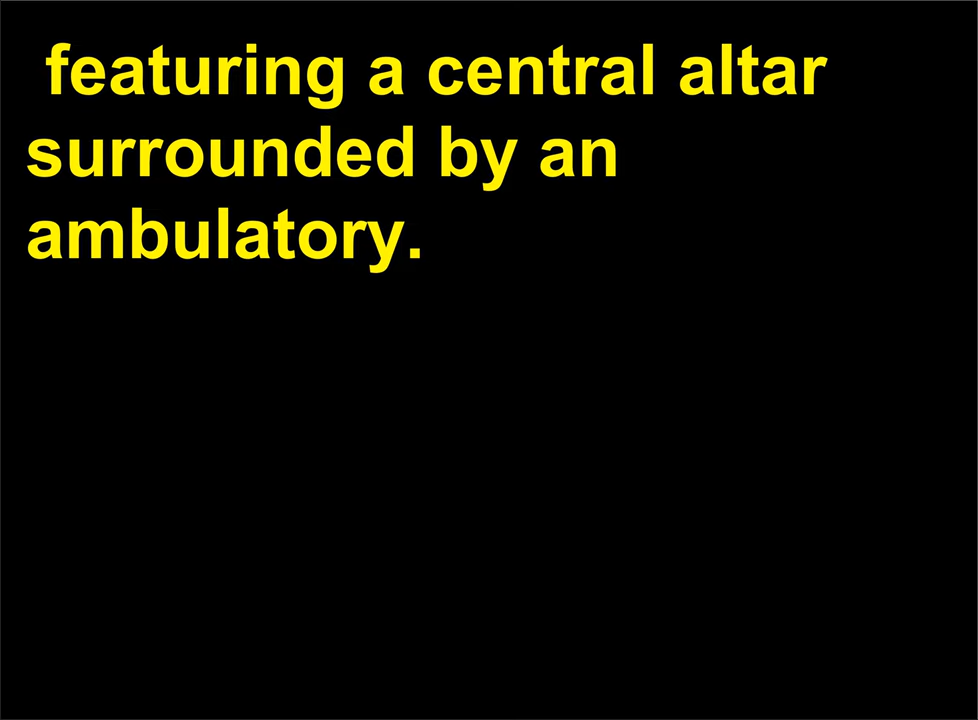 featuring a central altar
surrounded by an
ambulatory.